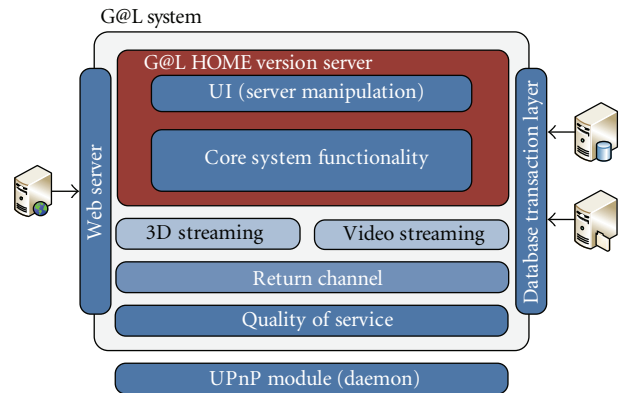 G@L system
G@L HOME version server
UI (server manipulation)
Core system functionality
Web server
Database transaction layer
3D streaming
Video streaming
Return channel
Quality of service
UPnP module (daemon)